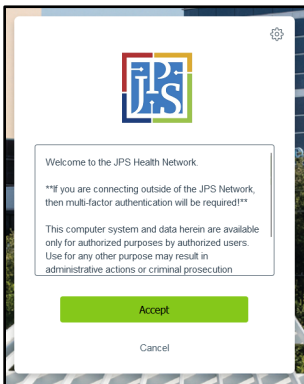 JPS
Welcome to the JPS Health Network.
**If you are connecting outside of the JPS Network,
then multi-factor authentication will be required!**
This computer system and data herein are available
only for authorized purposes by authorized users.
Use for any other purpose may result in
administrative actions or criminal prosecution
Accept
Cancel